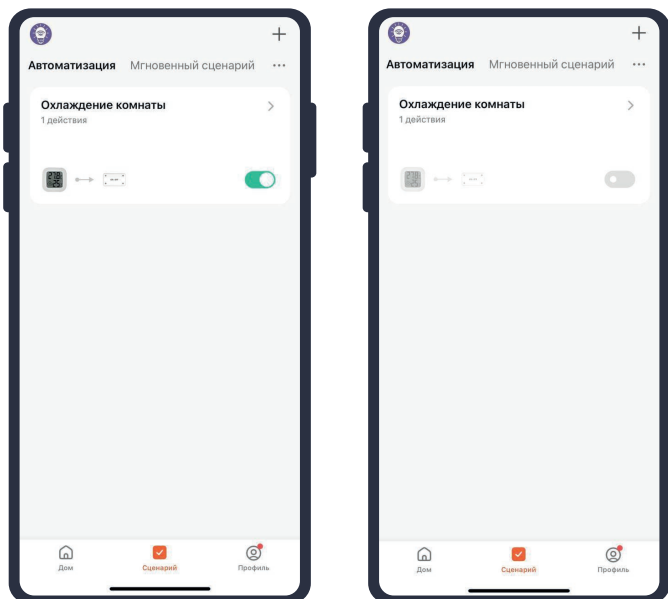 Автоматизация Мгновенный сценарий ...
Охлаждение комнаты
1 действия
Дом Сценарий Профиль
Автоматизация Мгновенный сценарий ...
Охлаждение комнаты
1 действия
Дом Сценарий Профиль